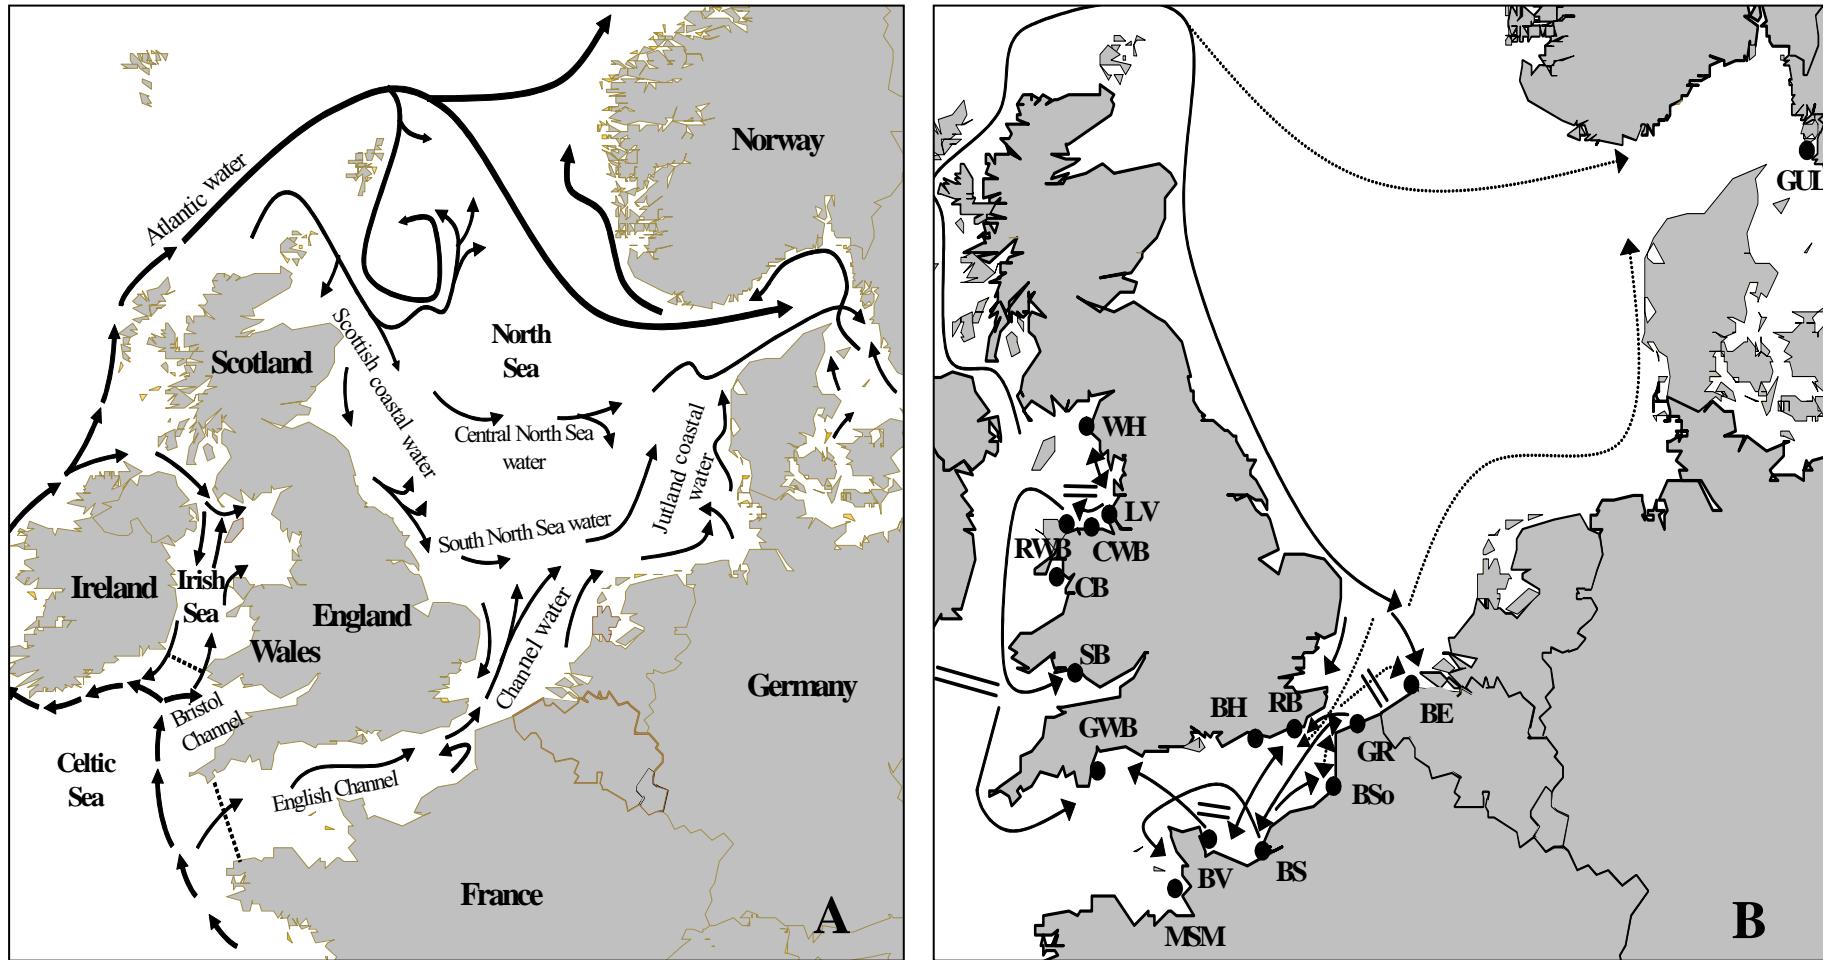 Norway
Atlantic water
North
Sea
Scotland
Scottish coastal water
Central North Sea
water
Jutland coastal
water
South North Sea water
Ireland
Irish
Sea
England
Wales
Channel water
Germany
Bristol
Channel
Celtic
Sea
English Channel
France
A
GUL
WH
LV
RWB
CWB
CB
SB
BH
RB
BE
GWB
GR
BSo
BV
BS
MSM
B